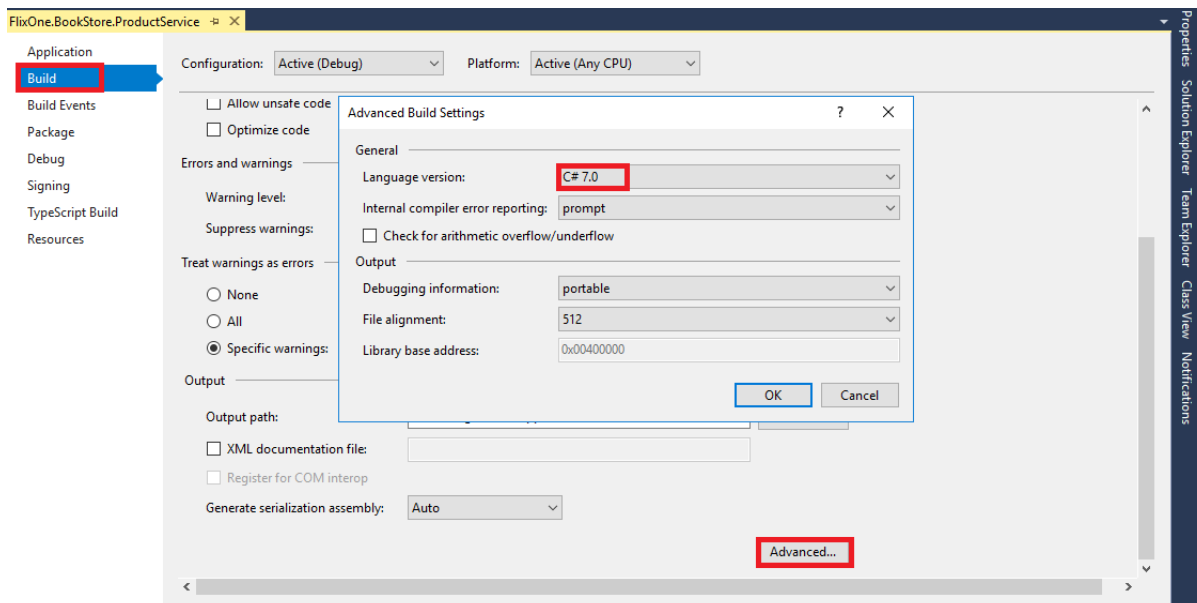 FlixOne.BookStore.ProductService
Application
Build
Build Events
Package
Debug
Signing
TypeScript Build
Resources
Configuration: Active (Debug) Platform: Active (Any CPU)
Allow unsafe code
Optimize code
Errors and warnings
Warning level:
Suppress warnings:
Treat warnings as errors
None
All
Specific warnings:
Output
Output path:
XML documentation file:
Register for COM interop
Generate serialization assembly: Auto
Advanced...
Advanced Build Settings ?
General
Language version: C# 7.0
Internal compiler error reporting: prompt
Check for arithmetic overflow/underflow
Output
Debugging information: portable
File alignment: 512
Library base address: 0x00400000
OK Cancel
Properties
Solution Explorer
Team Explorer
Class View
Notifications